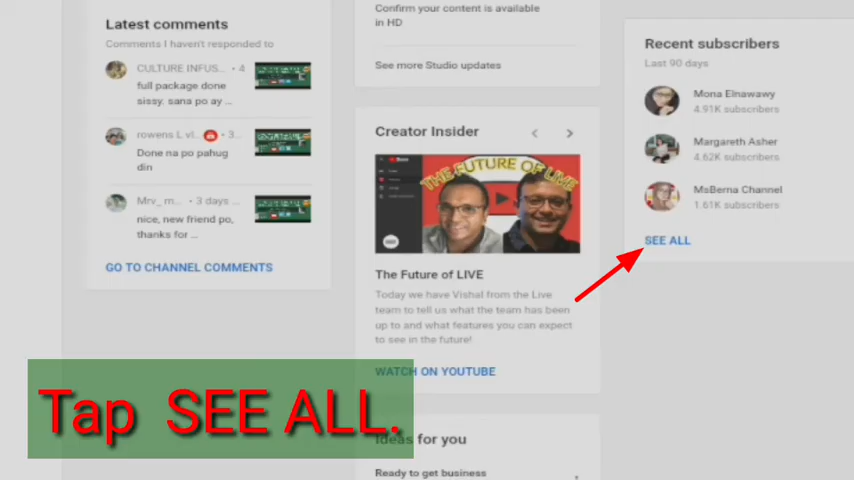 Latest comments
Comments I haven't responded to
CULTURE INFUS... • 4
full package done
sissy. sana po ay ...
rowens L vl... • 3...
Done na po pahug
din
Mrv_ m... • 3 days ...
nice, new friend po,
thanks for ...
GO TO CHANNEL COMMENTS
Confirm your content is available
in HD
See more Studio updates
Creator Insider
THE FUTURE OF LIVE
The Future of LIVE
Today we have Vishal from the Live
team to tell us what the team has been
up to and what features you can expect
to see in the future!
WATCH ON YOUTUBE
Ideas for you
Ready to get business
Recent subscribers
Last 90 days
Mona Elnawawy
4.91K subscribers
Margareth Asher
4.62K subscribers
MsBerna Channel
1.61K subscribers
SEE ALL
Tap SEE ALL.